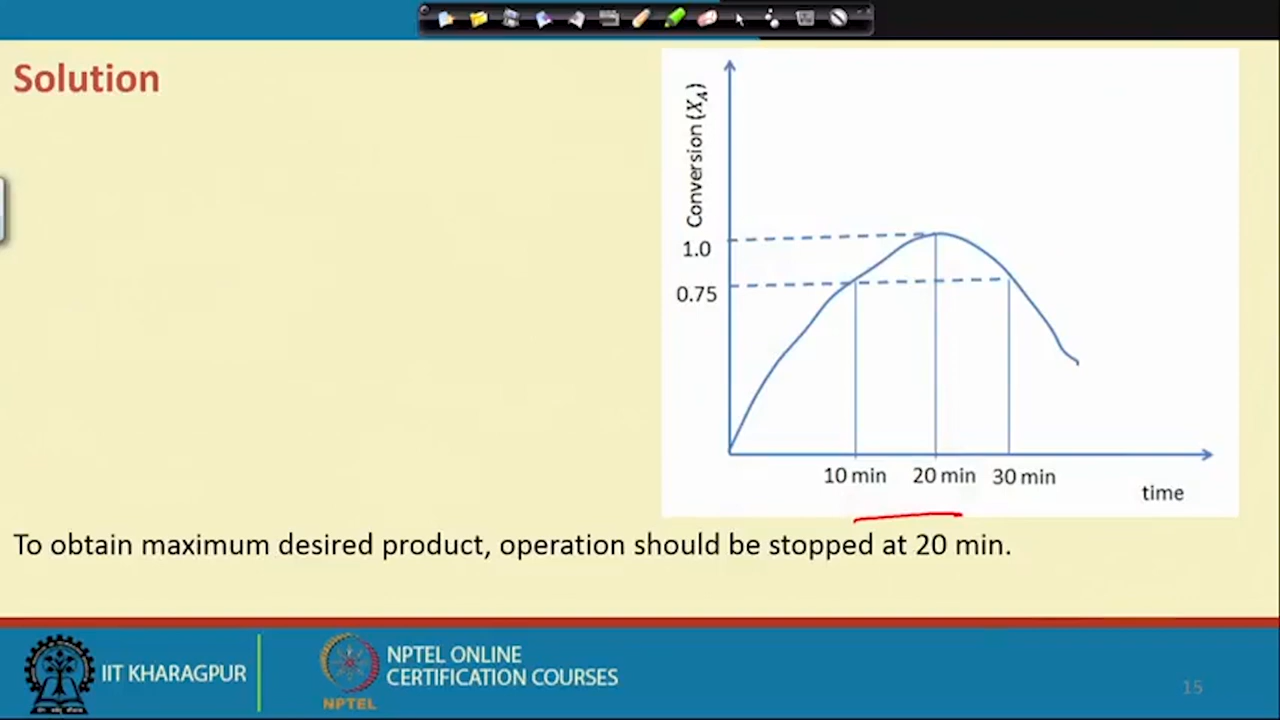 Solution
Conversion (X_A)
1.0
0.75
10 min 20 min 30 min
time
To obtain maximum desired product, operation should be stopped at 20 min.
IIT KHARAGPUR
NPTEL
NPTEL ONLINE
CERTIFICATION COURSES
15